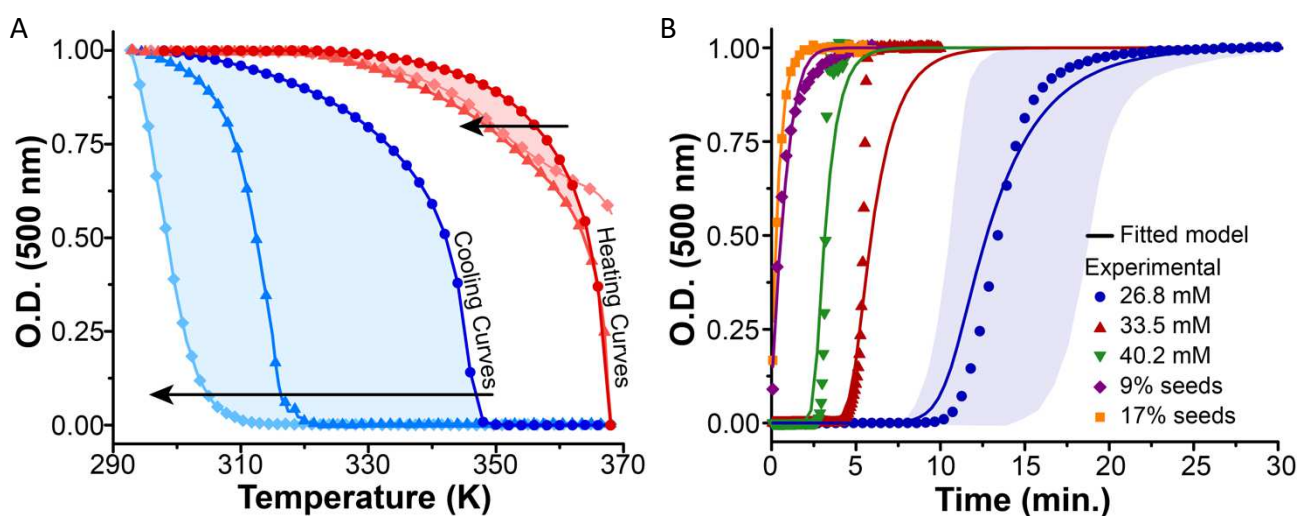 A
O.D. (500 nm)
1.00
0.75
0.50
0.25
0.00
290
310
330
350
370
Temperature (K)
Cooling Curves
Heating Curves
B
O.D. (500 nm)
1.00
0.75
0.50
0.25
0.00
0
5
10
15
20
25
30
Time (min.)
Fitted model
Experimental
26.8 mM
33.5 mM
40.2 mM
9% seeds
17% seeds